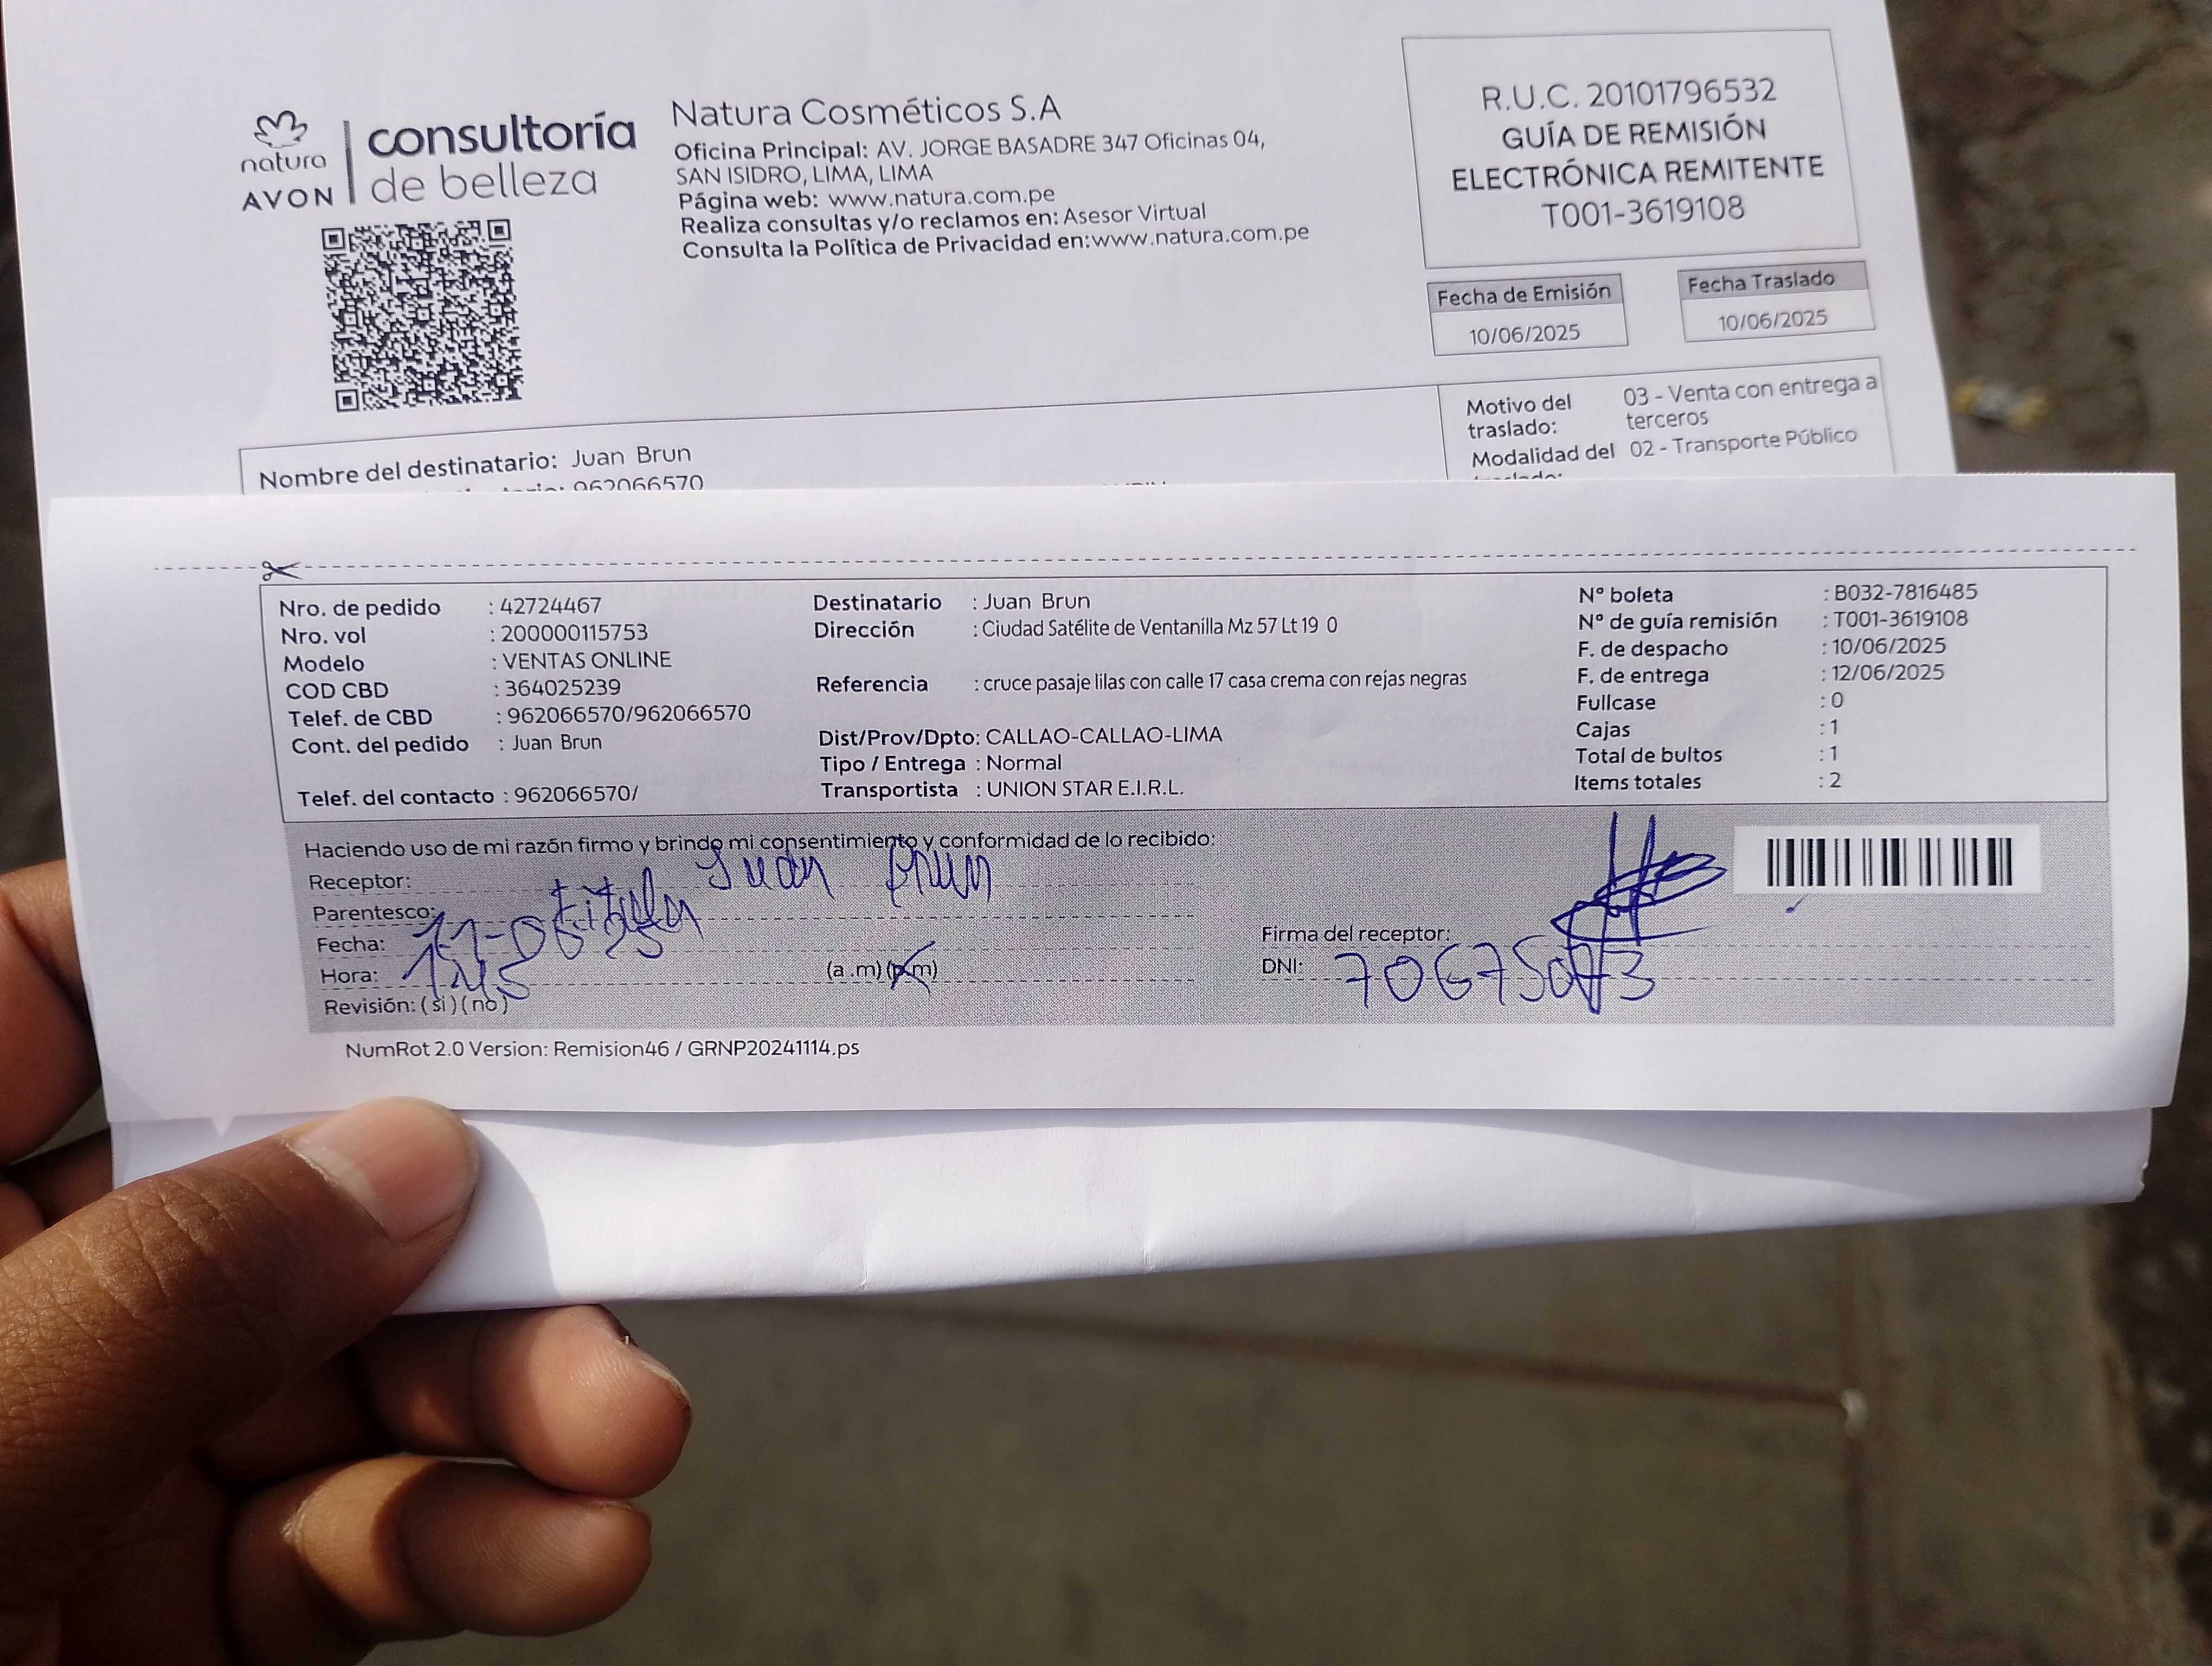 natura
AVON
consultoría
de belleza
Natura Cosméticos S.A
Oficina Principal: AV. JORGE BASADRE 347 Oficinas 04,
SAN ISIDRO, LIMA, LIMA
Página web: www.natura.com.pe
Realiza consultas y/o reclamos en: Asesor Virtual
Consulta la Política de Privacidad en:www.natura.com.pe
R.U.C. 20101796532
GUÍA DE REMISIÓN
ELECTRÓNICA REMITENTE
T001-3619108
Fecha de Emisión
10/06/2025
Fecha Traslado
10/06/2025
Motivo del traslado: 03 - Venta con entrega a
terceros
Modalidad del 02 - Transporte Público
Nombre del destinatario: Juan Brun
962066570
Nro. de pedido : 42724467
Nro. vol : 200000115753
Modelo : VENTAS ONLINE
COD CBD : 364025239
Telef. de CBD : 962066570/962066570
Cont. del pedido : Juan Brun
Telef. del contacto : 962066570/
Destinatario : Juan Brun
Dirección : Ciudad Satélite de Ventanilla Mz 57 Lt 19 0
Referencia : cruce pasaje lilas con calle 17 casa crema con rejas negras
Dist/Prov/Dpto: CALLAO-CALLAO-LIMA
Tipo / Entrega : Normal
Transportista : UNION STAR E.I.R.L.
N° boleta : B032-7816485
N° de guía remisión : T001-3619108
F. de despacho : 10/06/2025
F. de entrega : 12/06/2025
Fullcase : 0
Cajas : 1
Total de bultos : 1
Items totales : 2
Haciendo uso de mi razón firmo y brindo mi consentimiento y conformidad de lo recibido:
Receptor: Juan Brun
Parentesco: titular
Fecha: 11-06-25
Hora: (a.m) (p.m)
Revisión: ( si ) ( no )
Firma del receptor:
DNI:
NumRot 2.0 Version: Remision46 / GRNP20241114.ps